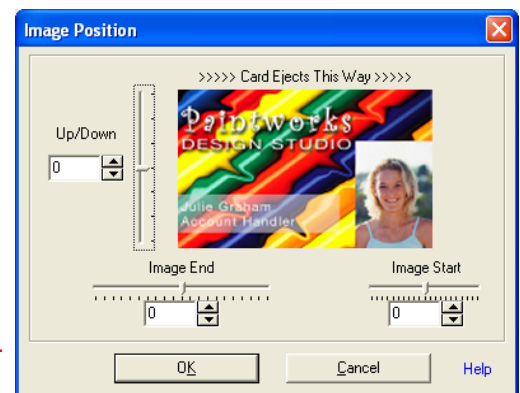 Image Position
>>>>> Card Ejects This Way >>>>>
Up/Down
0
Paintworks
DESIGN STUDIO
Julie Graham
Account Handler
Image End
Image Start
0
0
OK
Cancel
Help